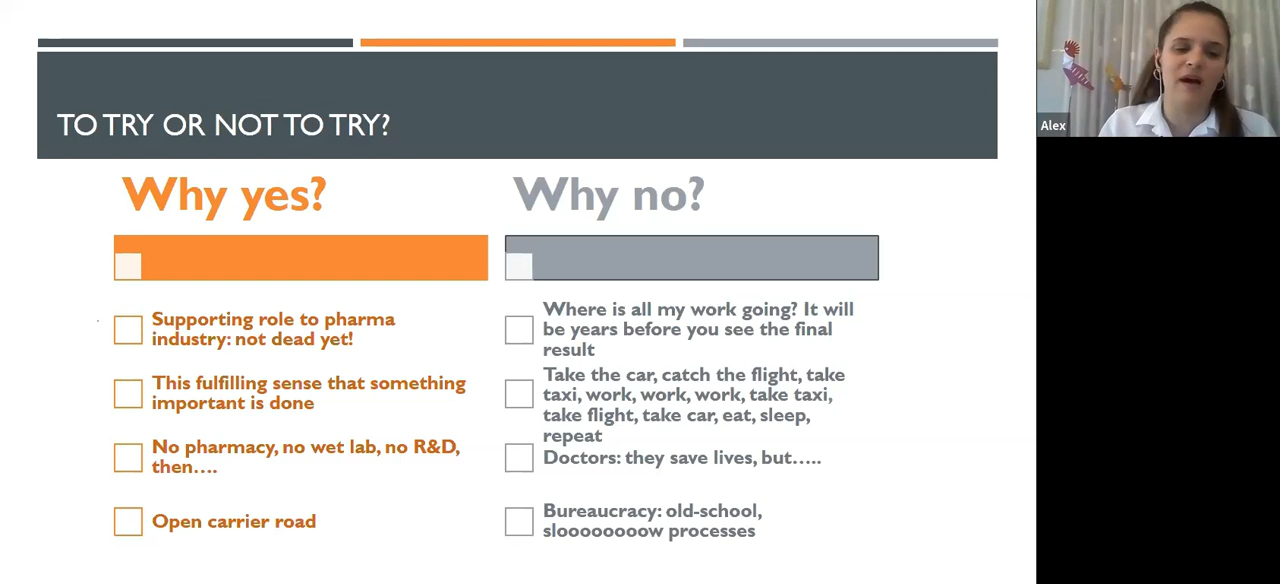 TO TRY OR NOT TO TRY?
Why yes?
Supporting role to pharma
industry: not dead yet!
This fulfilling sense that something
important is done
No pharmacy, no wet lab, no R&D,
then….
Open carrier road
Why no?
Where is all my work going? It will
be years before you see the final
result
Take the car, catch the flight, take
taxi, work, work, work, take taxi,
take flight, take car, eat, sleep,
repeat
Doctors: they save lives, but…..
Bureaucracy: old-school,
sloooooooow processes
Alex